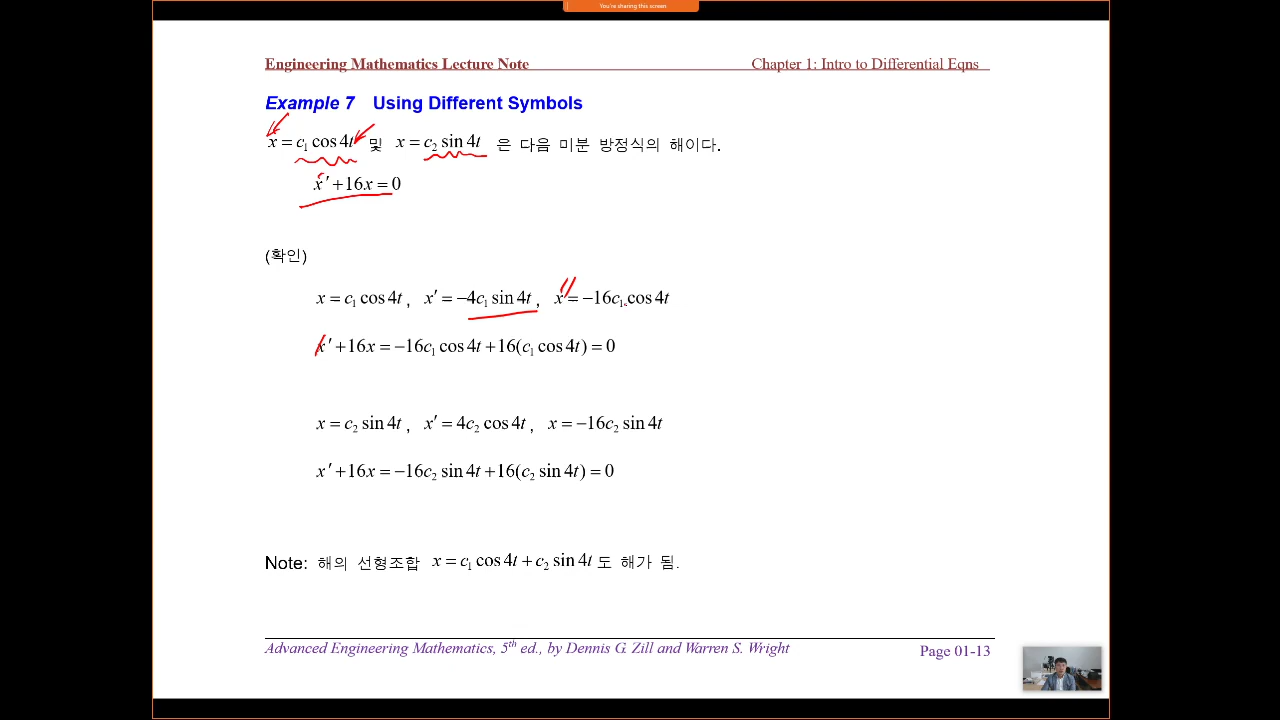 You're sharing this screen
Engineering Mathematics Lecture Note Chapter 1: Intro to Differential Eqns
Example 7 Using Different Symbols
x = c₁ cos 4t 및 x = c₂ sin 4t 은 다음 미분 방정식의 해이다.
x′ + 16x = 0
(확인)
x = c₁ cos 4t , x′ = −4c₁ sin 4t , x″ = −16c₁ cos 4t
x′ + 16x = −16c₁ cos 4t + 16(c₁ cos 4t) = 0
x = c₂ sin 4t , x′ = 4c₂ cos 4t , x = −16c₂ sin 4t
x′ + 16x = −16c₂ sin 4t + 16(c₂ sin 4t) = 0
Note: 해의 선형조합 x = c₁ cos 4t + c₂ sin 4t 도 해가 됨.
Advanced Engineering Mathematics, 5th ed., by Dennis G. Zill and Warren S. Wright Page 01-13